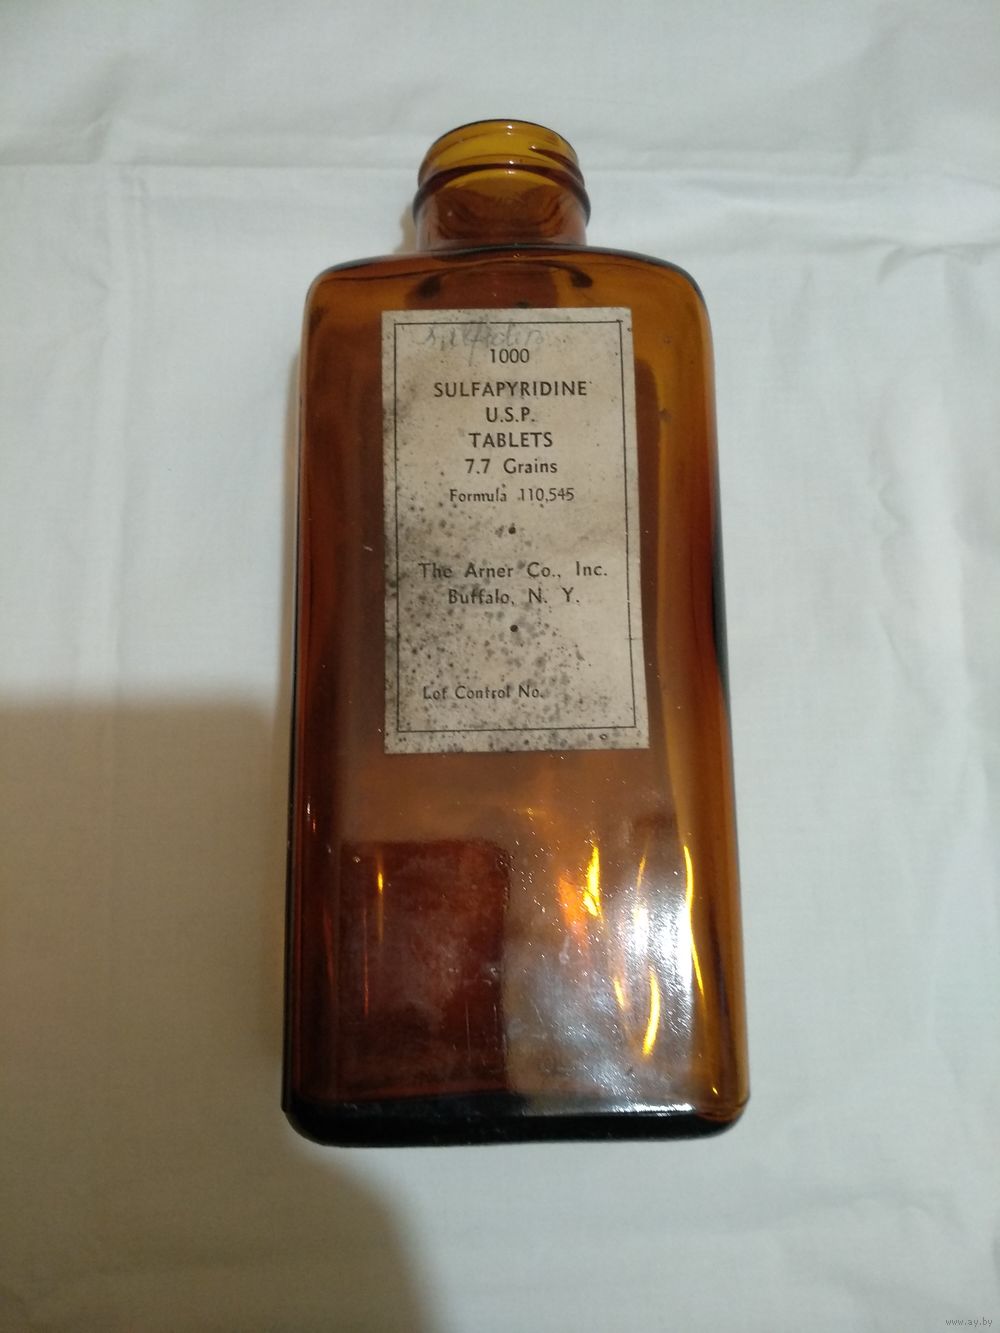 Sulfidin
1000
SULFAPYRIDINE
U.S.P.
TABLETS
7.7 Grains
Formula 110,545
The Arner Co., Inc.
Buffalo, N. Y.
Lot Control No.
www.ay.by